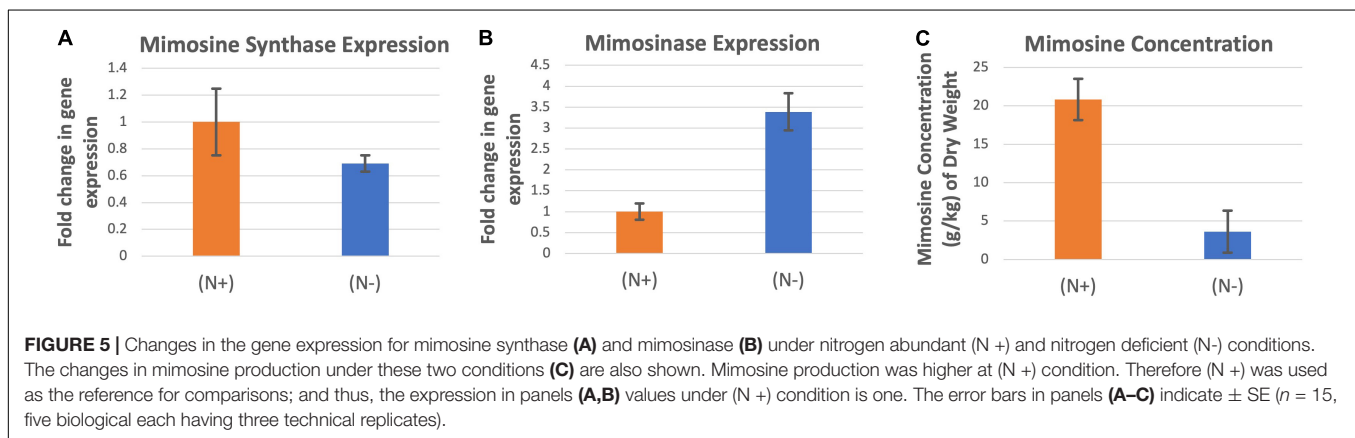 A Mimosine Synthase Expression
Fold change in gene
expression
1.4
1.2
1
0.8
0.6
0.4
0.2
0
(N+) (N-)
B Mimosinase Expression
Fold change in gene
expression
4.5
4
3.5
3
2.5
2
1.5
1
0.5
0
(N+) (N-)
C Mimosine Concentration
Mimosine Concentration
(g/kg) of Dry Weight
25
20
15
10
5
0
(N+) (N-)
FIGURE 5 | Changes in the gene expression for mimosine synthase (A) and mimosinase (B) under nitrogen abundant (N +) and nitrogen deficient (N-) conditions.
The changes in mimosine production under these two conditions (C) are also shown. Mimosine production was higher at (N +) condition. Therefore (N +) was used
as the reference for comparisons; and thus, the expression in panels (A,B) values under (N +) condition is one. The error bars in panels (A–C) indicate ± SE (n = 15,
five biological each having three technical replicates).